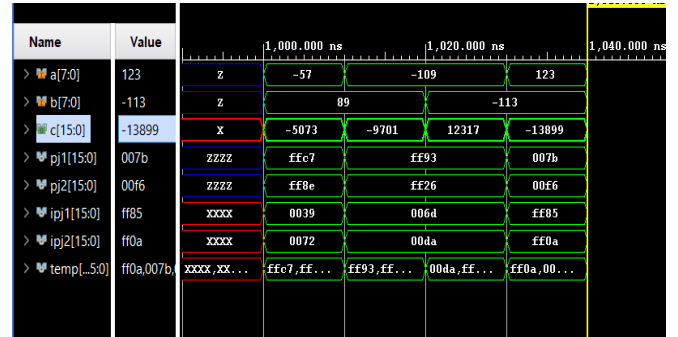 Name Value
1,000.000 ns 1,020.000 ns 1,040.000 ns
a[7:0] 123 Z -57 -109 123
b[7:0] -113 Z 89 -113
c[15:0] -13899 X -5073 -9701 12317 -13899
pj1[15:0] 007b ZZZZ ffc7 ff93 007b
pj2[15:0] 00f6 ZZZZ ff8e ff26 00f6
ipj1[15:0] ff85 XXXX 0039 006d ff85
ipj2[15:0] ff0a XXXX 0072 00da ff0a
temp[...5:0] ff0a,007b, XXXX,XX... ffc7,ff... ff93,ff... 00da,ff... ff0a,00...